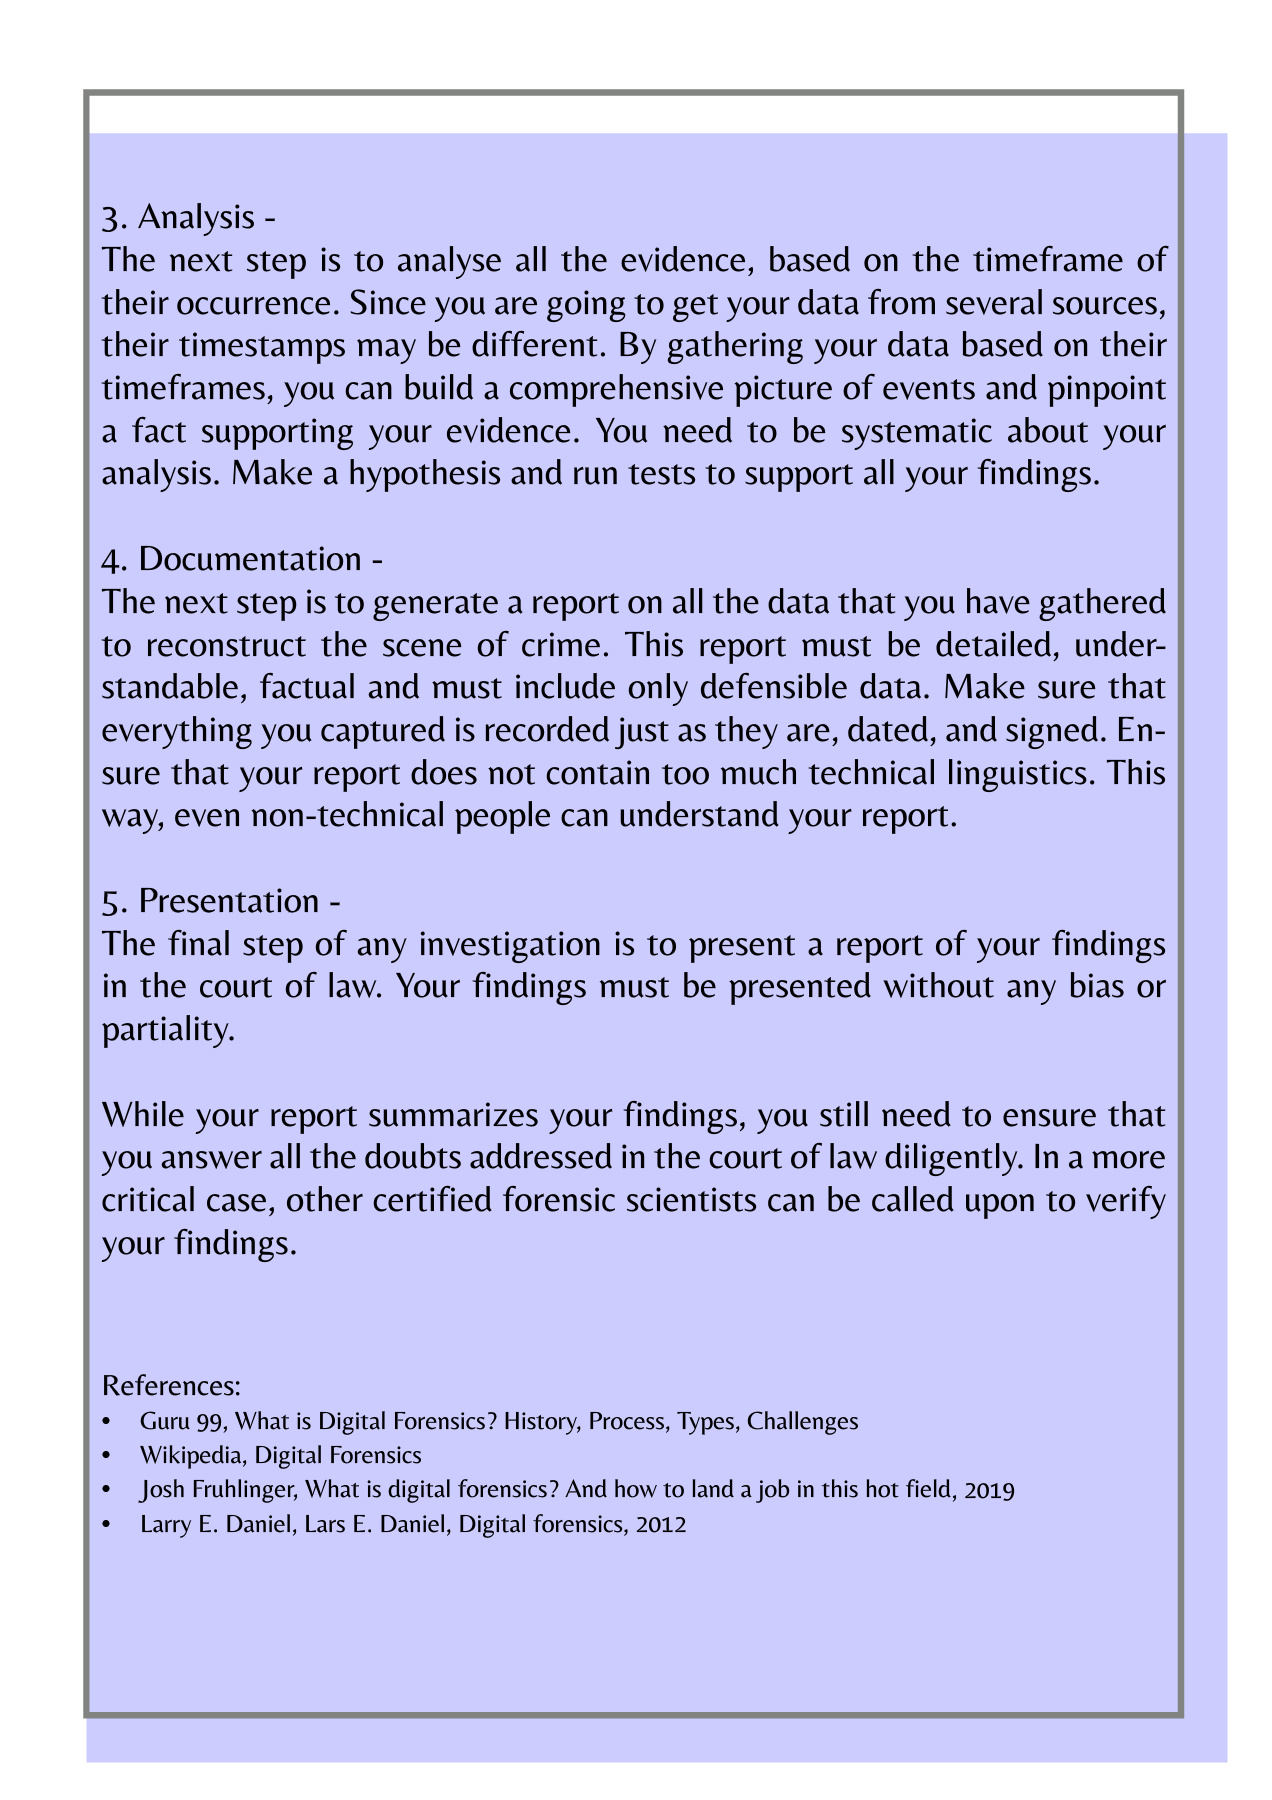 3. Analysis -
The next step is to analyse all the evidence, based on the timeframe of
their occurrence. Since you are going to get your data from several sources,
their timestamps may be different. By gathering your data based on their
timeframes, you can build a comprehensive picture of events and pinpoint
a fact supporting your evidence. You need to be systematic about your
analysis. Make a hypothesis and run tests to support all your findings.
4. Documentation -
The next step is to generate a report on all the data that you have gathered
to reconstruct the scene of crime. This report must be detailed, under-
standable, factual and must include only defensible data. Make sure that
everything you captured is recorded just as they are, dated, and signed. En-
sure that your report does not contain too much technical linguistics. This
way, even non-technical people can understand your report.
5. Presentation -
The final step of any investigation is to present a report of your findings
in the court of law. Your findings must be presented without any bias or
partiality.
While your report summarizes your findings, you still need to ensure that
you answer all the doubts addressed in the court of law diligently. In a more
critical case, other certified forensic scientists can be called upon to verify
your findings.
References:
• Guru 99, What is Digital Forensics? History, Process, Types, Challenges
• Wikipedia, Digital Forensics
• Josh Fruhlinger, What is digital forensics? And how to land a job in this hot field, 2019
• Larry E. Daniel, Lars E. Daniel, Digital forensics, 2012